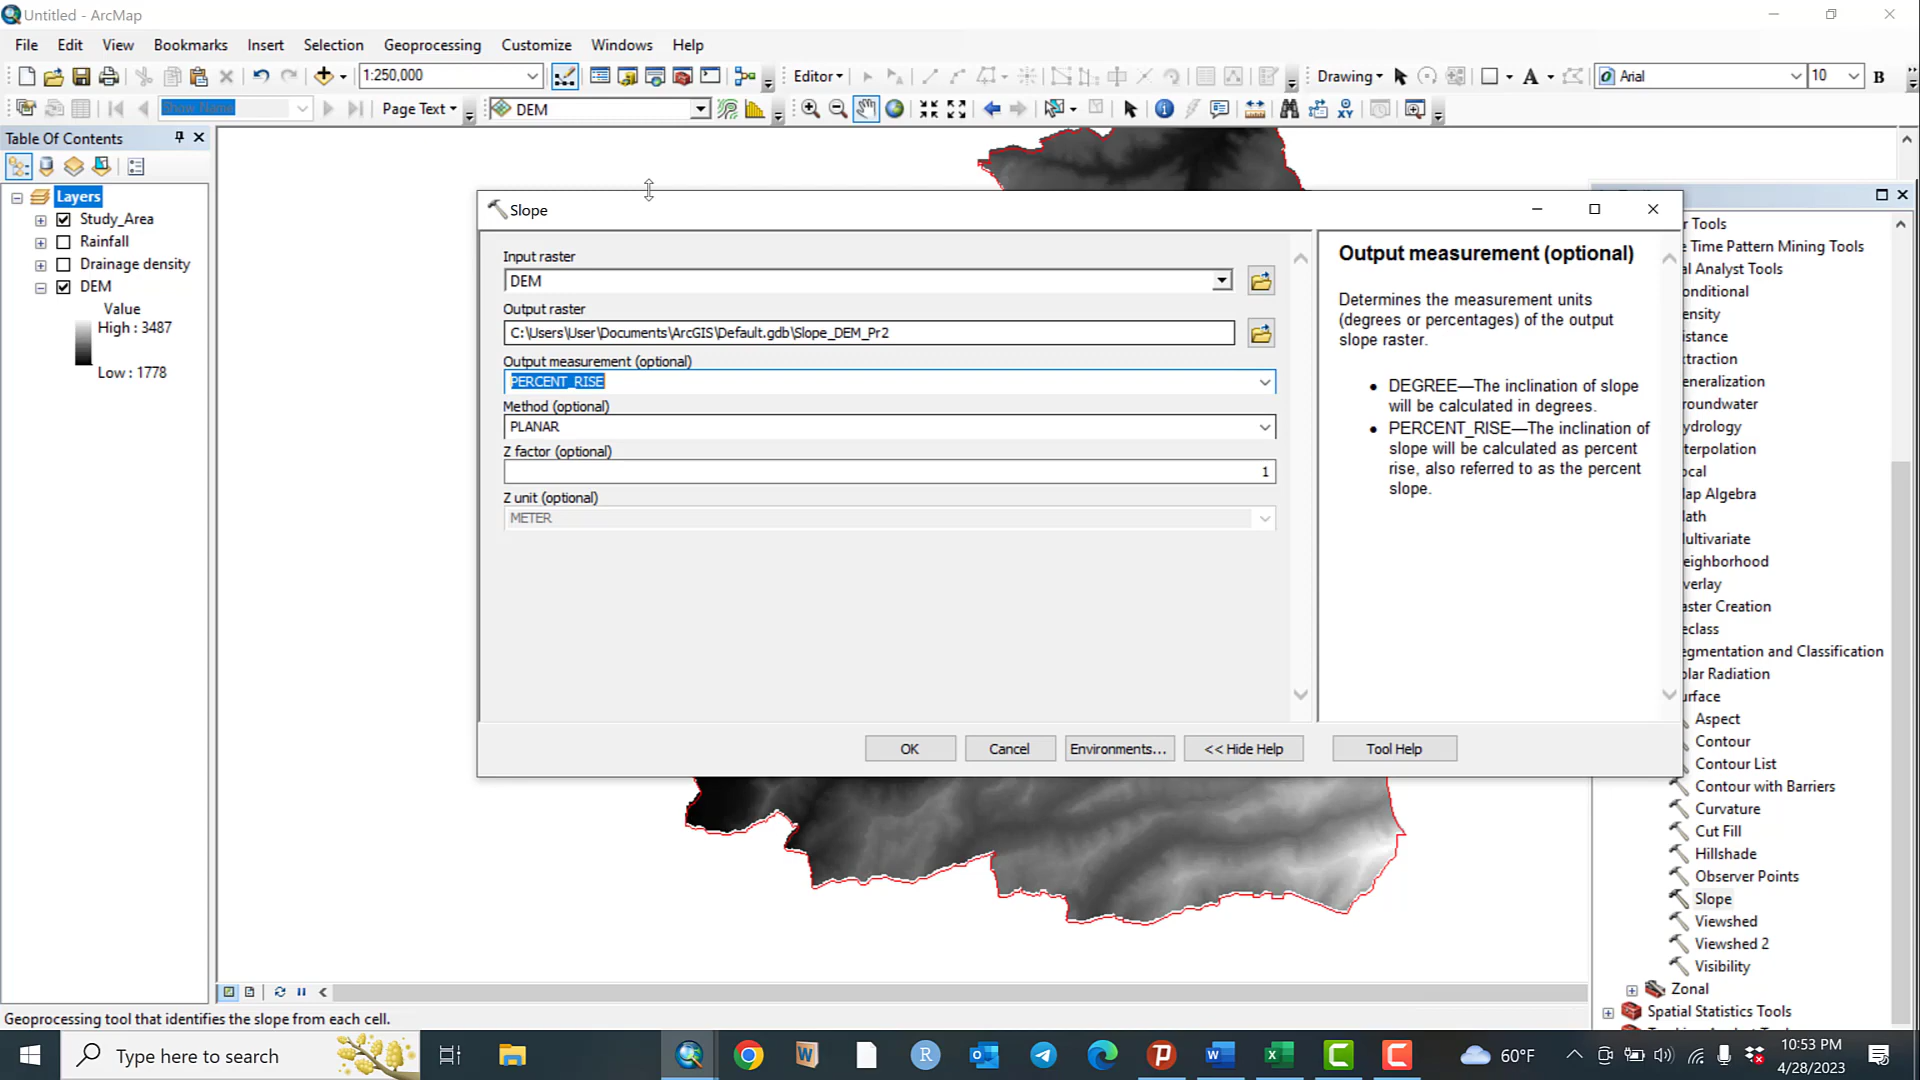 Untitled - ArcMap
File Edit View Bookmarks Insert Selection Geoprocessing Customize Windows Help
1:250,000 Editor Drawing A Arial 10 B
Show Name Page Text DEM
Table Of Contents
Layers
Study_Area
Rainfall
Drainage density
DEM
Value
High : 3487
Low : 1778
Slope
Input raster
DEM
Output raster
C:\Users\User\Documents\ArcGIS\Default.gdb\Slope_DEM_Pr2
Output measurement (optional)
PERCENT_RISE
Method (optional)
PLANAR
Z factor (optional)
1
Z unit (optional)
METER
OK Cancel Environments... << Hide Help Tool Help
Output measurement (optional)
Determines the measurement units
(degrees or percentages) of the output
slope raster.
• DEGREE—The inclination of slope
will be calculated in degrees.
• PERCENT_RISE—The inclination of
slope will be calculated as percent
rise, also referred to as the percent
slope.
r Tools
e Time Pattern Mining Tools
al Analyst Tools
onditional
ensity
istance
xtraction
eneralization
roundwater
ydrology
terpolation
ocal
ap Algebra
ath
ultivariate
eighborhood
verlay
aster Creation
eclass
egmentation and Classification
olar Radiation
urface
Aspect
Contour
Contour List
Contour with Barriers
Curvature
Cut Fill
Hillshade
Observer Points
Slope
Viewshed
Viewshed 2
Visibility
Zonal
Spatial Statistics Tools
Geoprocessing tool that identifies the slope from each cell.
Type here to search
60°F
10:53 PM
4/28/2023